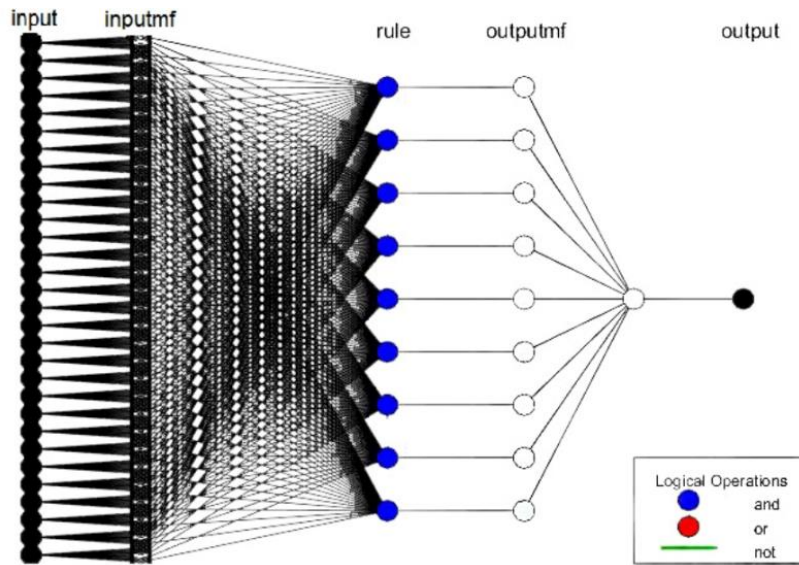 input
inputmf
rule
outputmf
output
Logical Operations
and
or
not